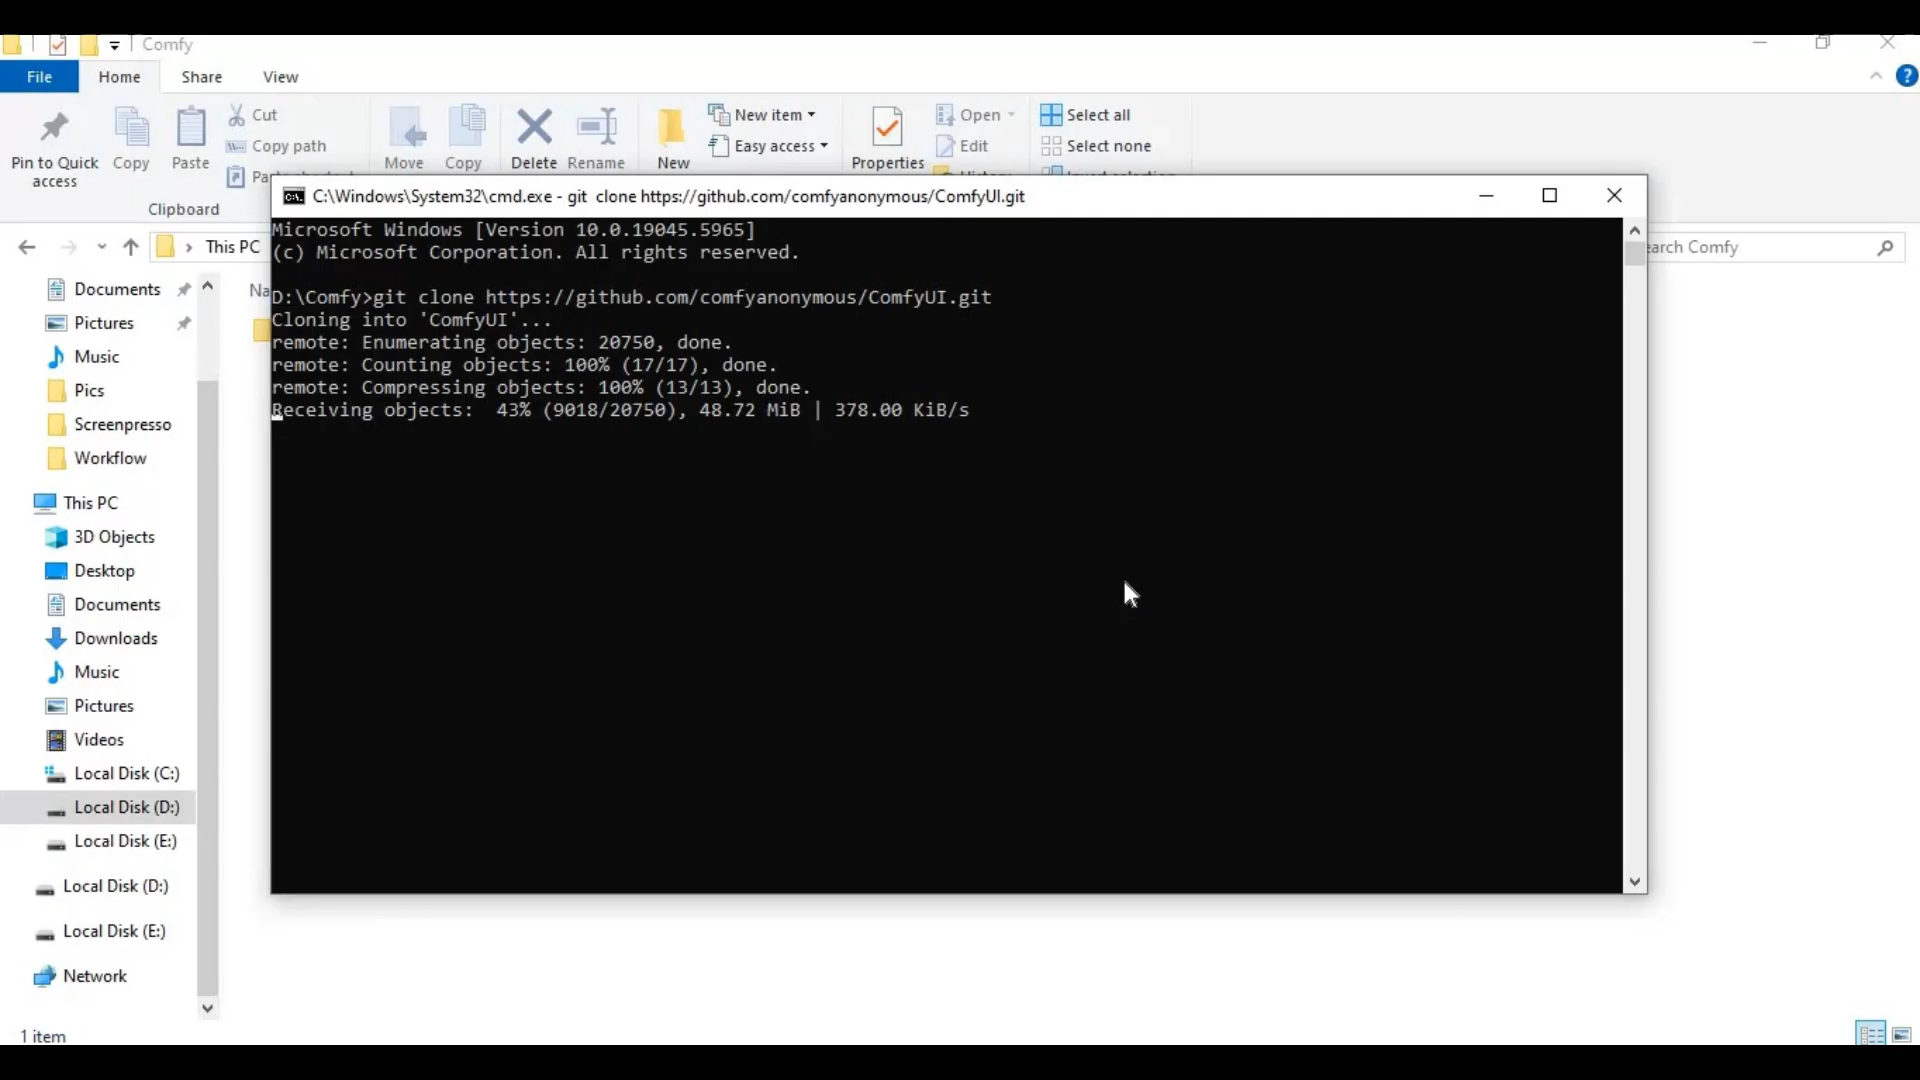 Comfy
File Home Share View
Pin to Quick access
Copy
Paste
Cut
Copy path
Clipboard
Move
Copy
Delete
Rename
New
New item
Easy access
Properties
Open
Edit
Select all
Select none
C:\Windows\System32\cmd.exe - git  clone https://github.com/comfyanonymous/ComfyUI.git
Microsoft Windows [Version 10.0.19045.5965]
(c) Microsoft Corporation. All rights reserved.
D:\Comfy>git clone https://github.com/comfyanonymous/ComfyUI.git
Cloning into 'ComfyUI'...
remote: Enumerating objects: 20750, done.
remote: Counting objects: 100% (17/17), done.
remote: Compressing objects: 100% (13/13), done.
Receiving objects:  43% (9018/20750), 48.72 MiB | 378.00 KiB/s
This PC
Comfy
Documents
Pictures
Music
Pics
Screenpresso
Workflow
This PC
3D Objects
Desktop
Documents
Downloads
Music
Pictures
Videos
Local Disk (C:)
Local Disk (D:)
Local Disk (E:)
Local Disk (D:)
Local Disk (E:)
Network
1 item